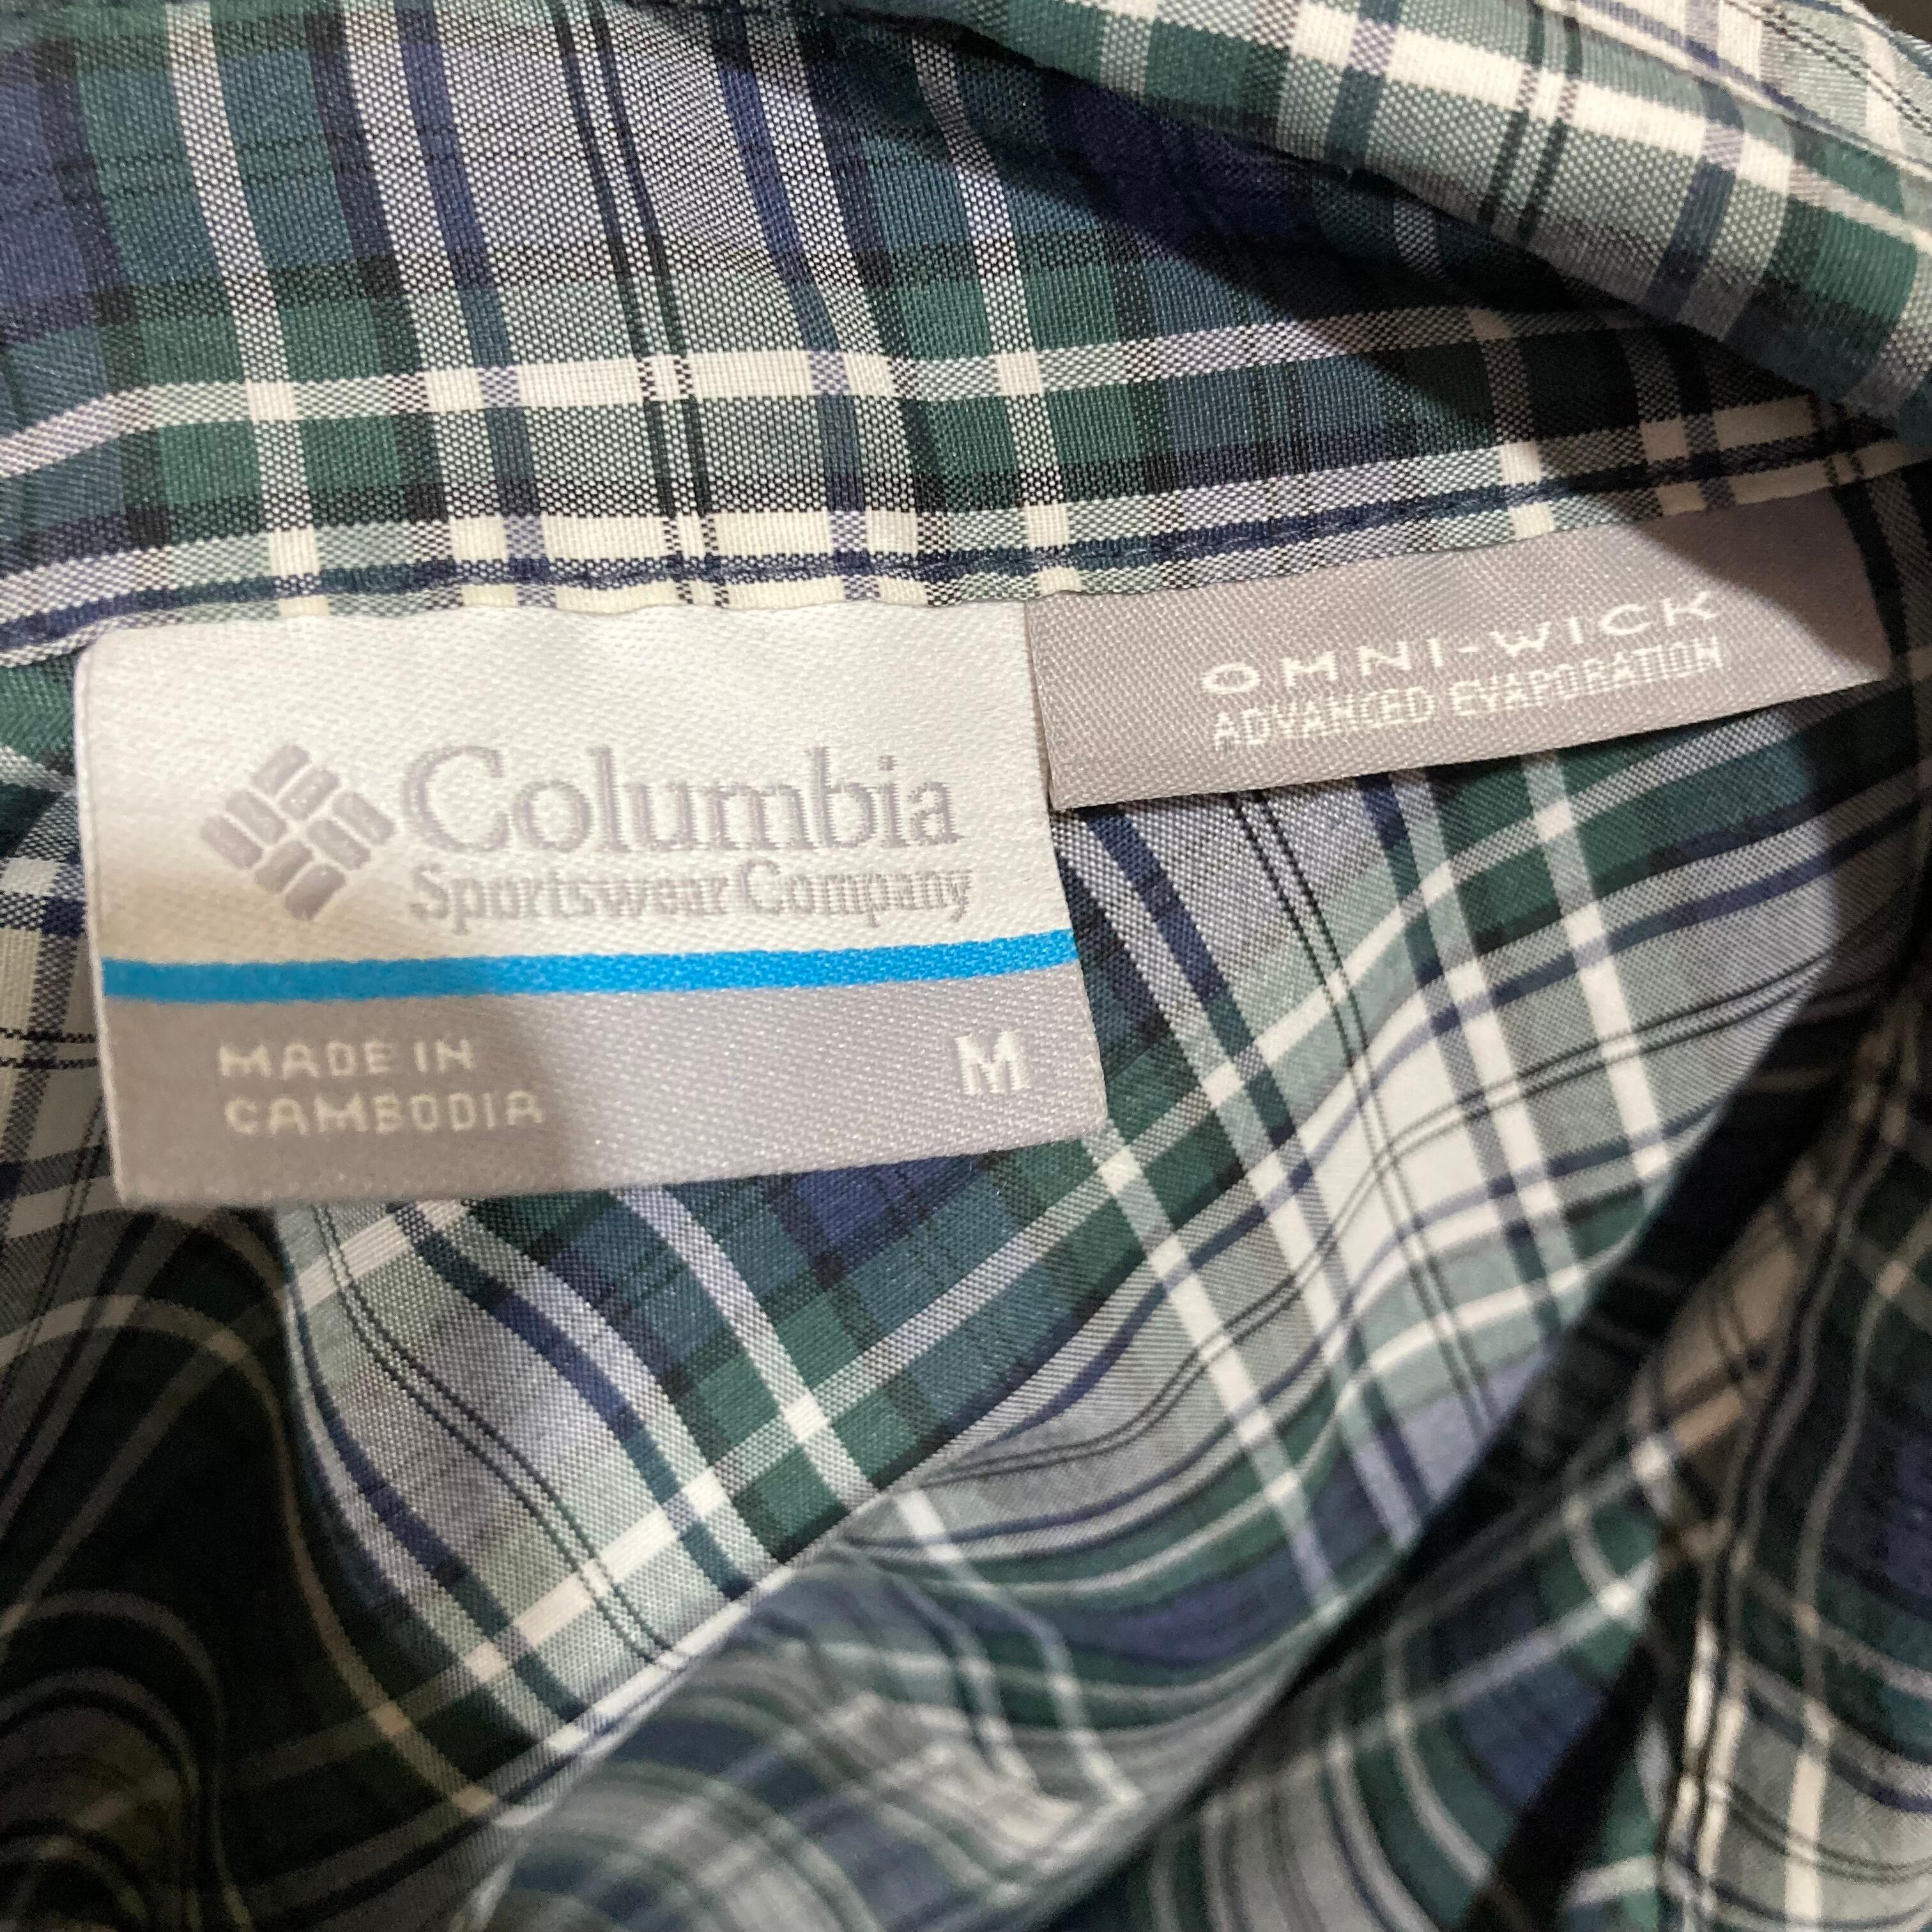 Columbia
Sportswear Company
MADE IN
CAMBODIA
M
OMNI-WICK
ADVANCED EVAPORATION